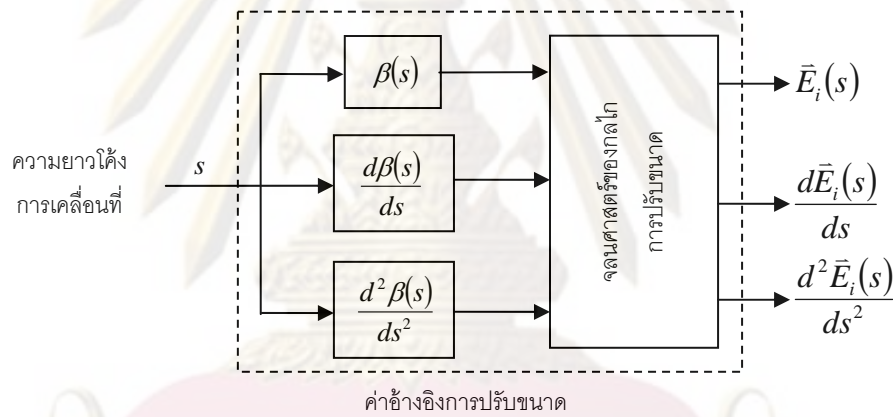 ความยาวโค้ง
การเคลื่อนที่
s
β(s)
dβ(s)
ds
d²β(s)
ds²
จลนศาสตร์ของกลไก
การปรับขนาด
E⃗ᵢ(s)
dE⃗ᵢ(s)
ds
d²E⃗ᵢ(s)
ds²
ค่าอ้างอิงการปรับขนาด